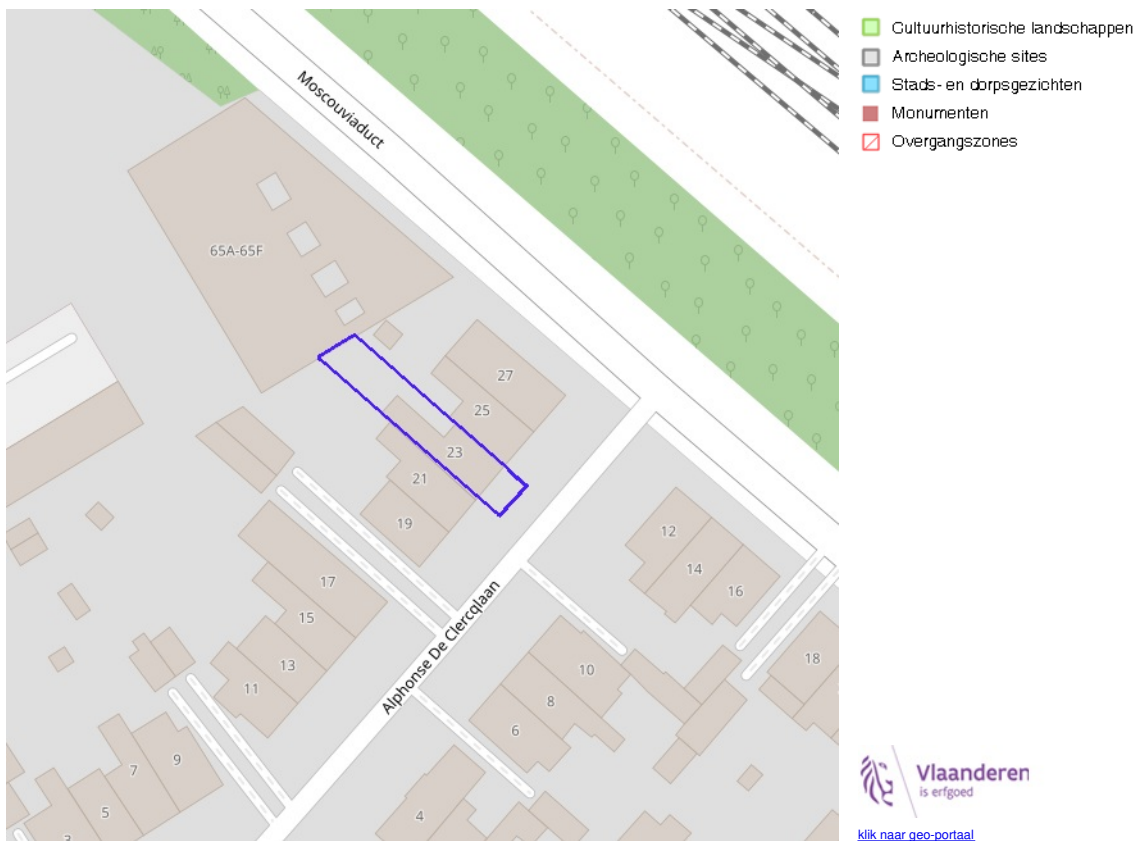 Moscouviaduct
65A-65F
27
25
23
21
19
17
15
13
11
9
7
5
3
12
14
16
18
10
8
6
4
Alphonse De Clercqlaan
Cultuurhistorische landschappen
Archeologische sites
Stads- en dorpsgezichten
Monumenten
Overgangszones
Vlaanderen
is erfgoed
klik naar geo-portaal